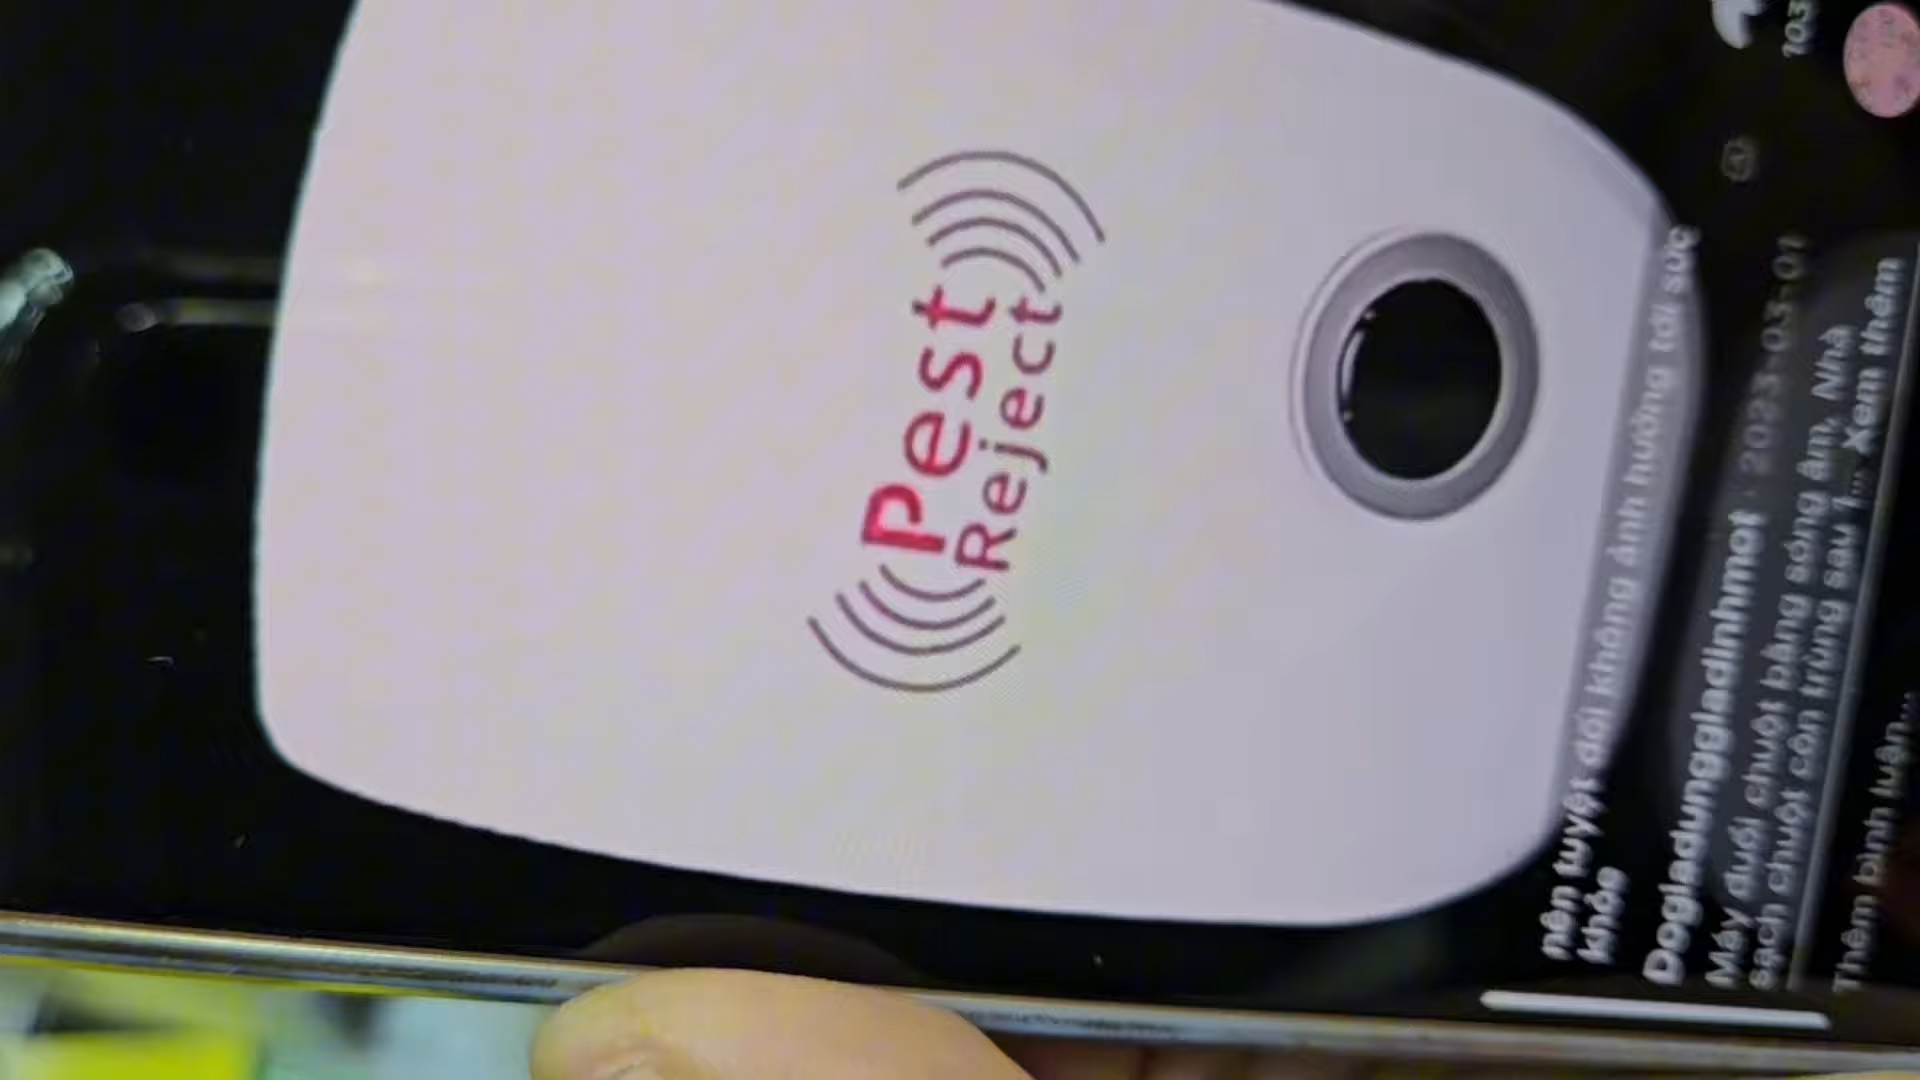 Pest
Reject
nên tuyệt đối không ảnh hưởng tới sức
khỏe
Dogiadunggiadinhmot · 2023-03-01
Máy đuổi chuột bằng sóng âm, Nhà
sạch chuột côn trùng sau 1... Xem thêm
Thêm bình luận...
103